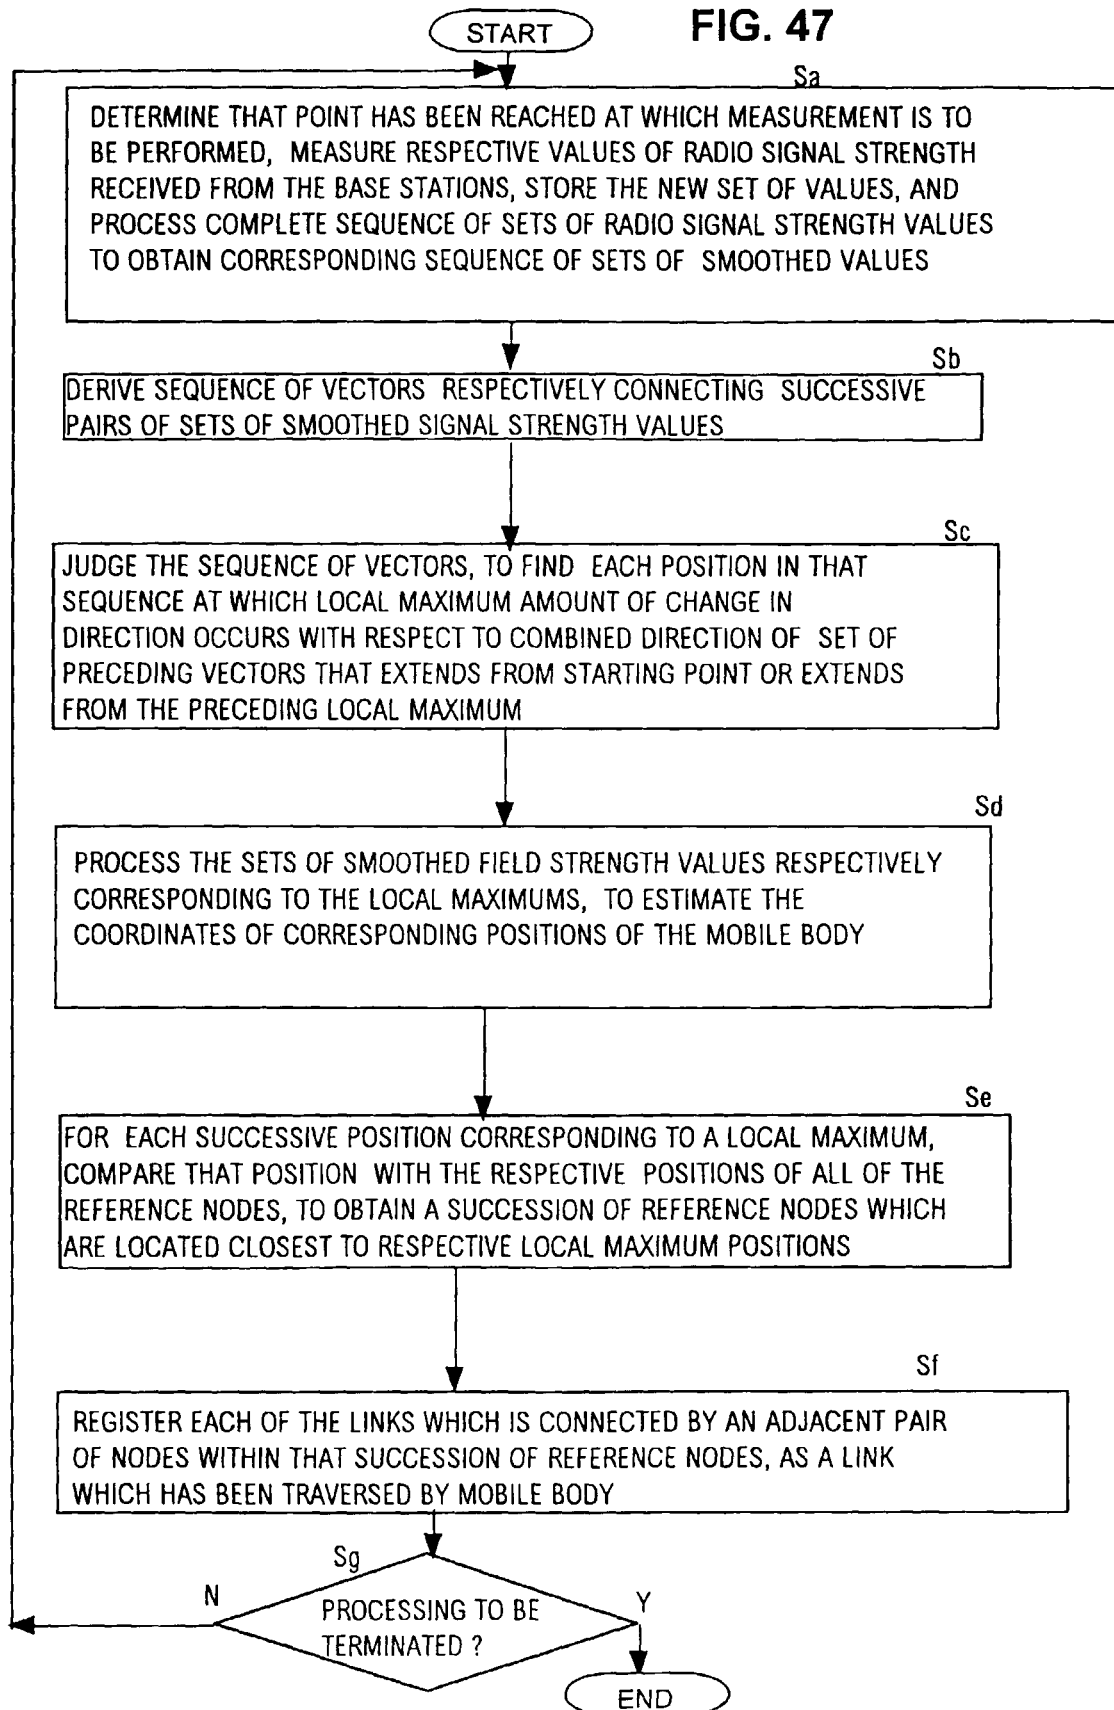 FIG. 47
START
Sa
DETERMINE THAT POINT HAS BEEN REACHED AT WHICH MEASUREMENT IS TO
BE PERFORMED, MEASURE RESPECTIVE VALUES OF RADIO SIGNAL STRENGTH
RECEIVED FROM THE BASE STATIONS, STORE THE NEW SET OF VALUES, AND
PROCESS COMPLETE SEQUENCE OF SETS OF RADIO SIGNAL STRENGTH VALUES
TO OBTAIN CORRESPONDING SEQUENCE OF SETS OF SMOOTHED VALUES
Sb
DERIVE SEQUENCE OF VECTORS RESPECTIVELY CONNECTING SUCCESSIVE
PAIRS OF SETS OF SMOOTHED SIGNAL STRENGTH VALUES
Sc
JUDGE THE SEQUENCE OF VECTORS, TO FIND EACH POSITION IN THAT
SEQUENCE AT WHICH LOCAL MAXIMUM AMOUNT OF CHANGE IN
DIRECTION OCCURS WITH RESPECT TO COMBINED DIRECTION OF SET OF
PRECEDING VECTORS THAT EXTENDS FROM STARTING POINT OR EXTENDS
FROM THE PRECEDING LOCAL MAXIMUM
Sd
PROCESS THE SETS OF SMOOTHED FIELD STRENGTH VALUES RESPECTIVELY
CORRESPONDING TO THE LOCAL MAXIMUMS, TO ESTIMATE THE
COORDINATES OF CORRESPONDING POSITIONS OF THE MOBILE BODY
Se
FOR EACH SUCCESSIVE POSITION CORRESPONDING TO A LOCAL MAXIMUM,
COMPARE THAT POSITION WITH THE RESPECTIVE POSITIONS OF ALL OF THE
REFERENCE NODES, TO OBTAIN A SUCCESSION OF REFERENCE NODES WHICH
ARE LOCATED CLOSEST TO RESPECTIVE LOCAL MAXIMUM POSITIONS
Sf
REGISTER EACH OF THE LINKS WHICH IS CONNECTED BY AN ADJACENT PAIR
OF NODES WITHIN THAT SUCCESSION OF REFERENCE NODES, AS A LINK
WHICH HAS BEEN TRAVERSED BY MOBILE BODY
Sg
N
Y
PROCESSING TO BE
TERMINATED ?
END